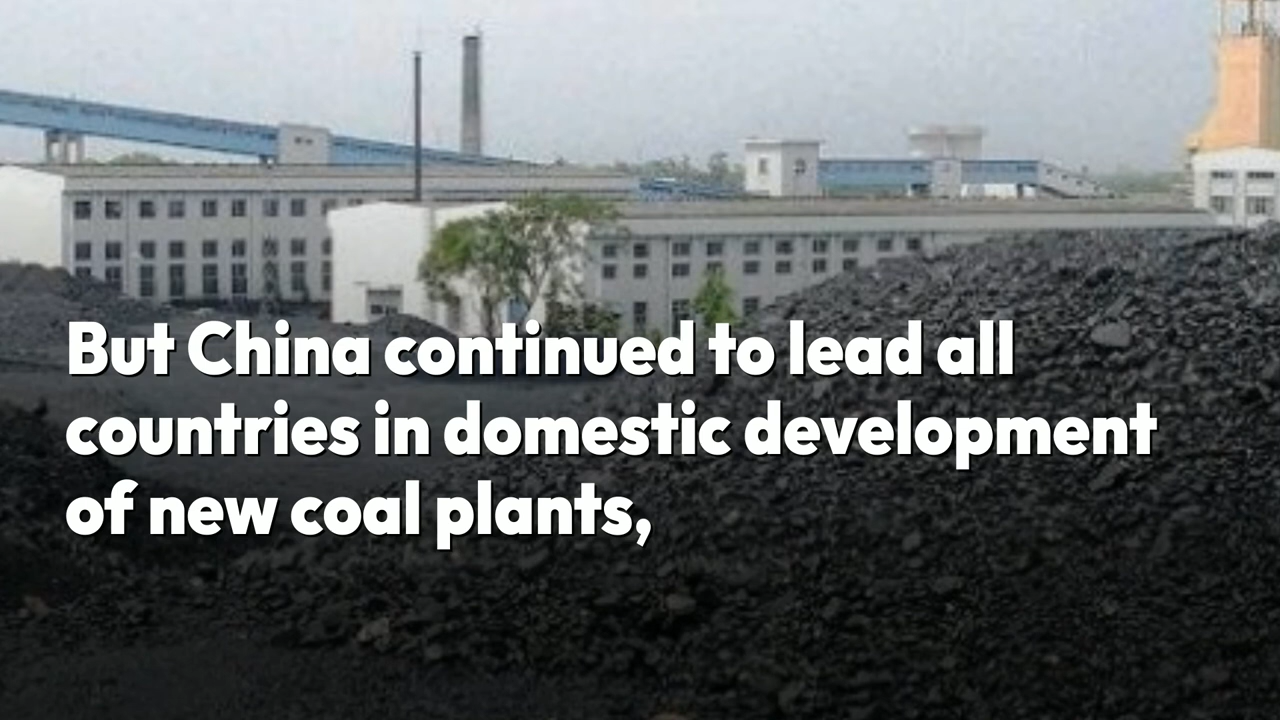 But China continued to lead all
countries in domestic development
of new coal plants,